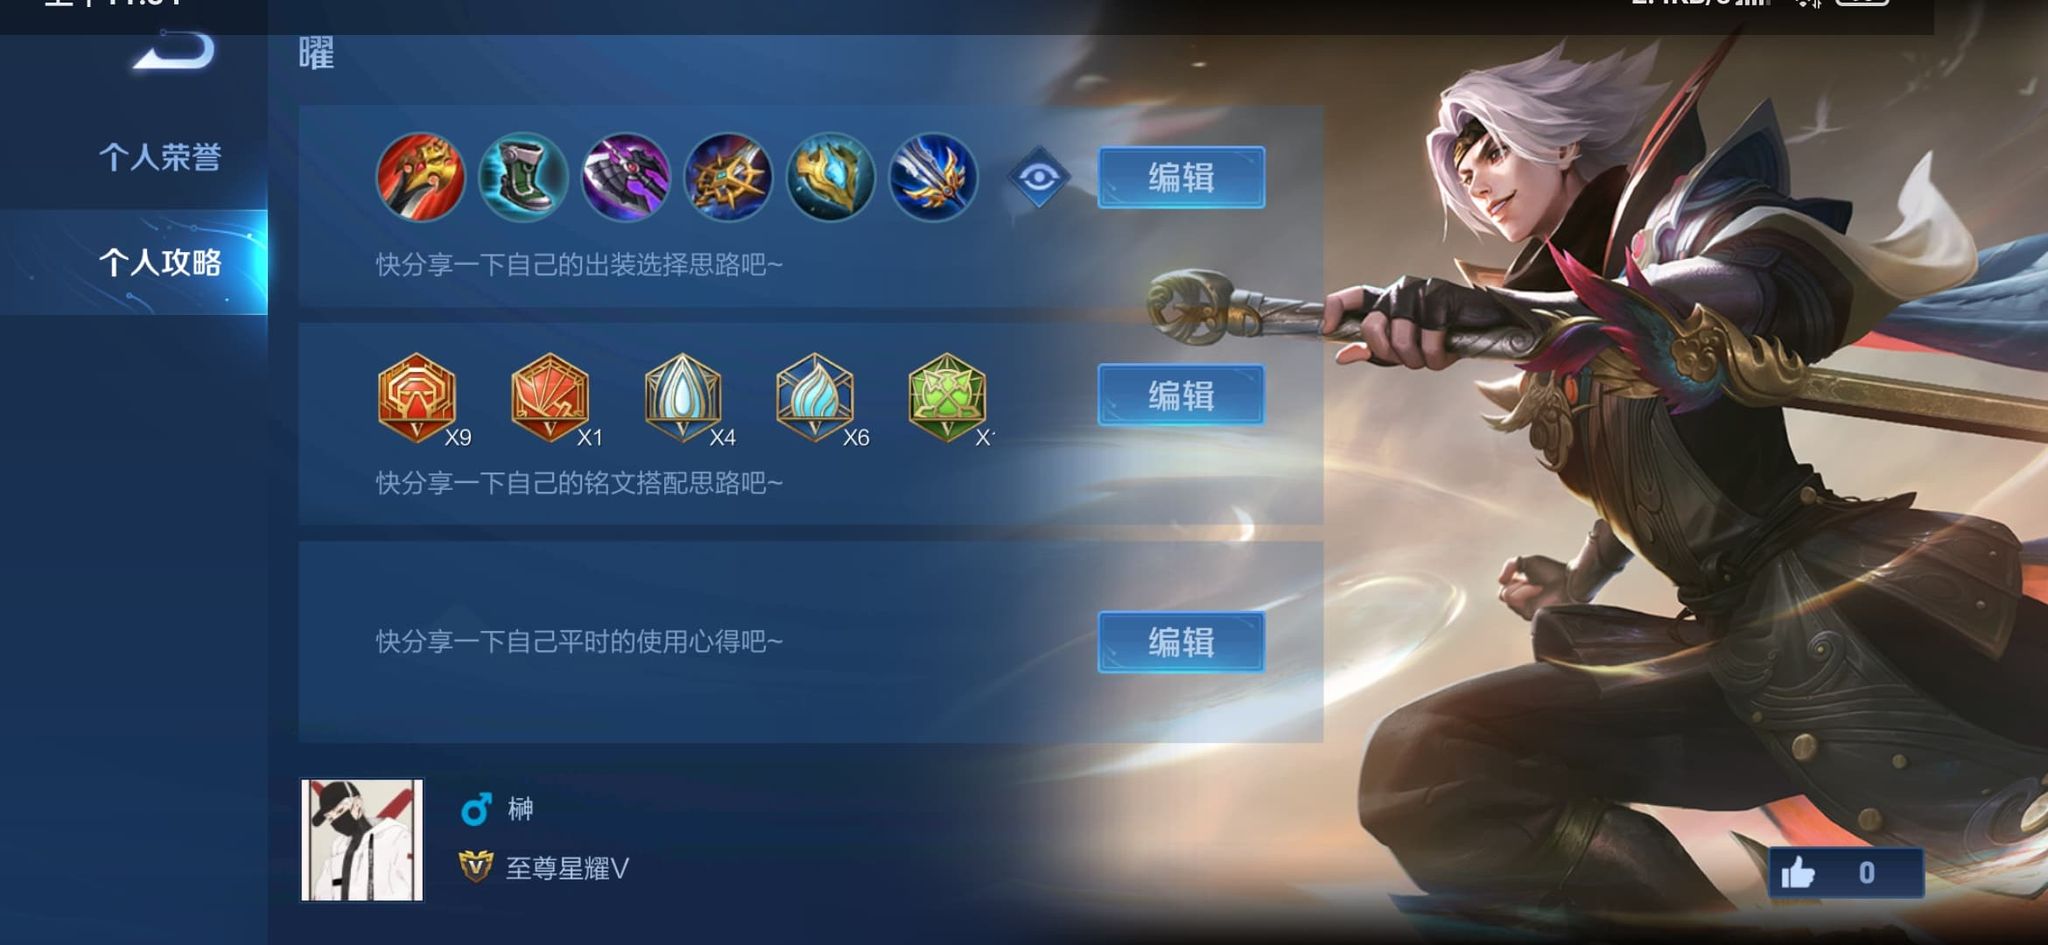 曜
个人荣誉
个人攻略
编辑
快分享一下自己的出装选择思路吧~
X9
X1
X4
X6
编辑
快分享一下自己的铭文搭配思路吧~
快分享一下自己平时的使用心得吧~
编辑
榊
至尊星耀V
0